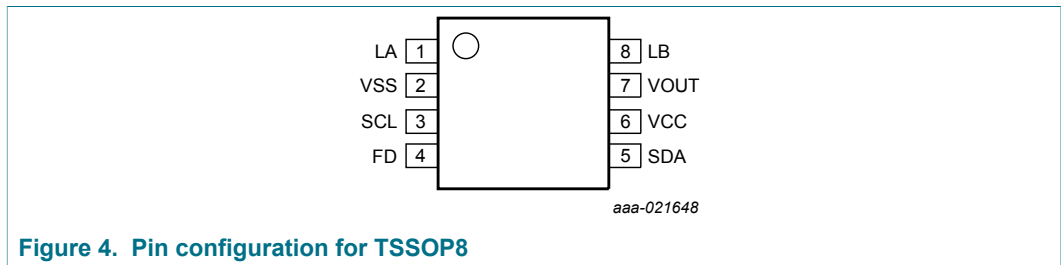 LA 1 8 LB
VSS 2 7 VOUT
SCL 3 6 VCC
FD 4 5 SDA
aaa-021648
Figure 4. Pin configuration for TSSOP8